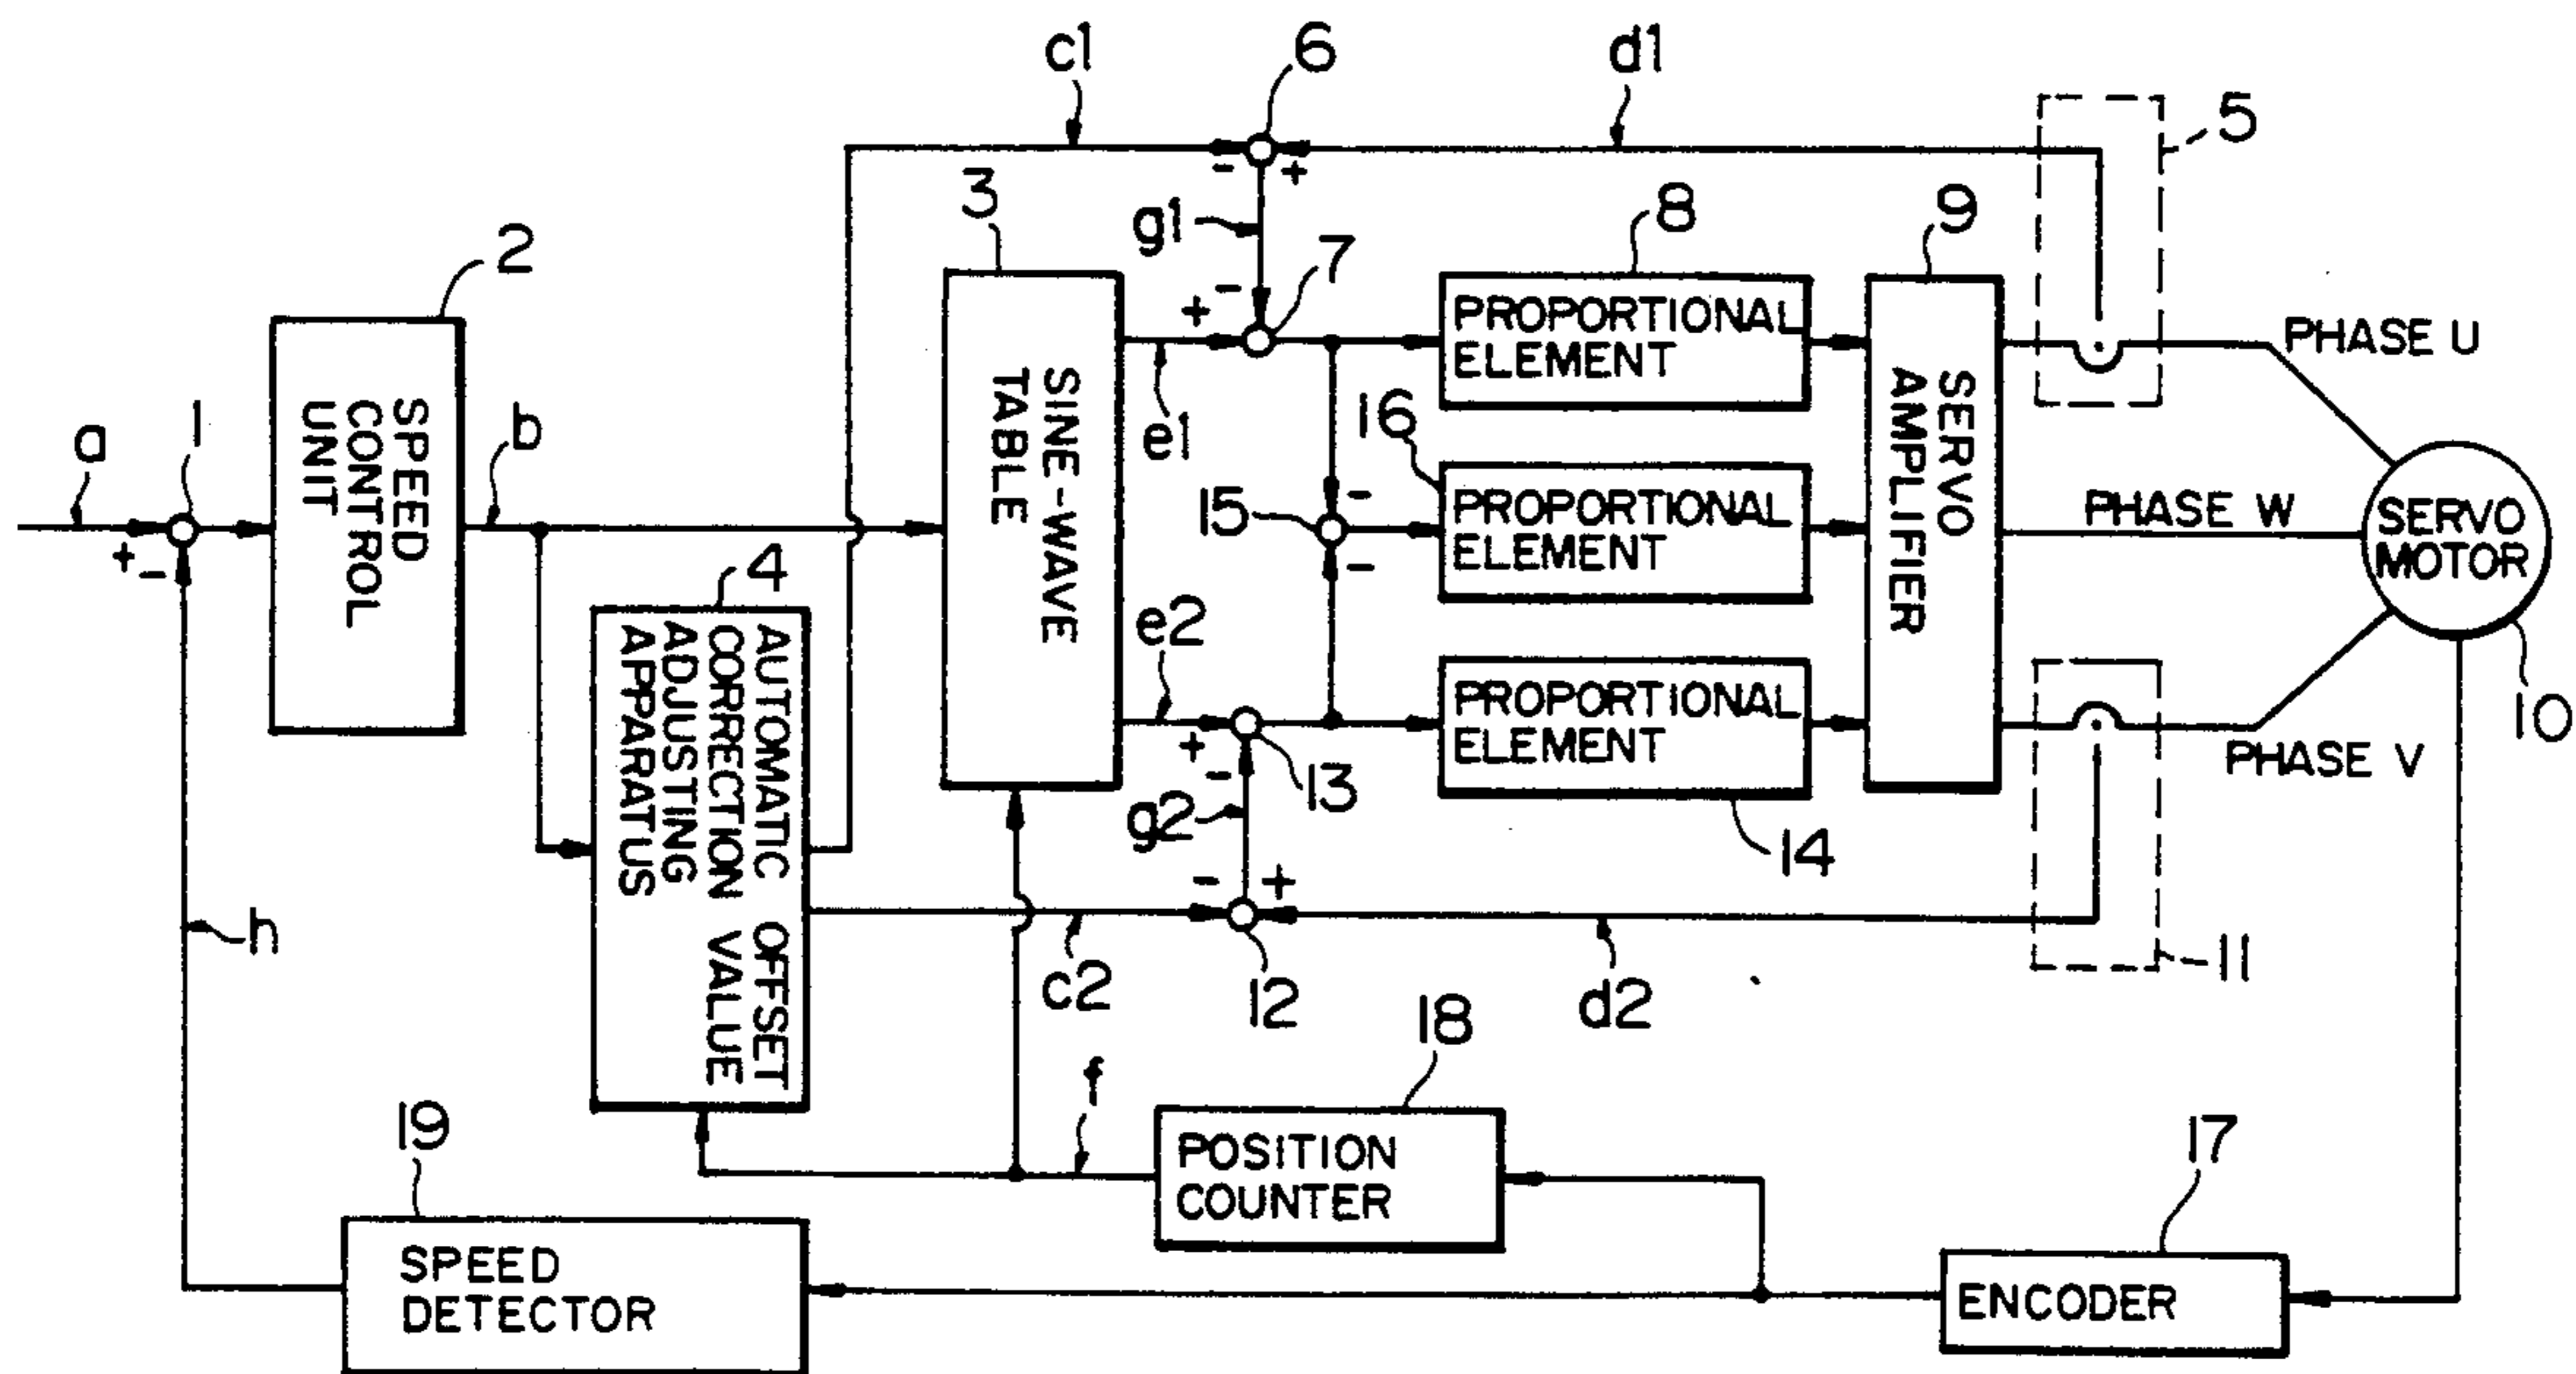 c1
6
d1
5
3
g1
8
9
2
7
PROPORTIONAL
ELEMENT
PHASE U
SINE-WAVE
TABLE
SERVO
AMPLIFIER
a
1
SPEED
CONTROL
UNIT
b
e1
16
15
PROPORTIONAL
ELEMENT
PHASE W
SERVO
MOTOR
+
-
4
AUTOMATIC OFFSET
CORRECTION VALUE
ADJUSTING
APPARATUS
e2
PROPORTIONAL
ELEMENT
10
PHASE V
13
g2
14
h
c2
12
d2
11
f
18
19
POSITION
COUNTER
17
SPEED
DETECTOR
ENCODER